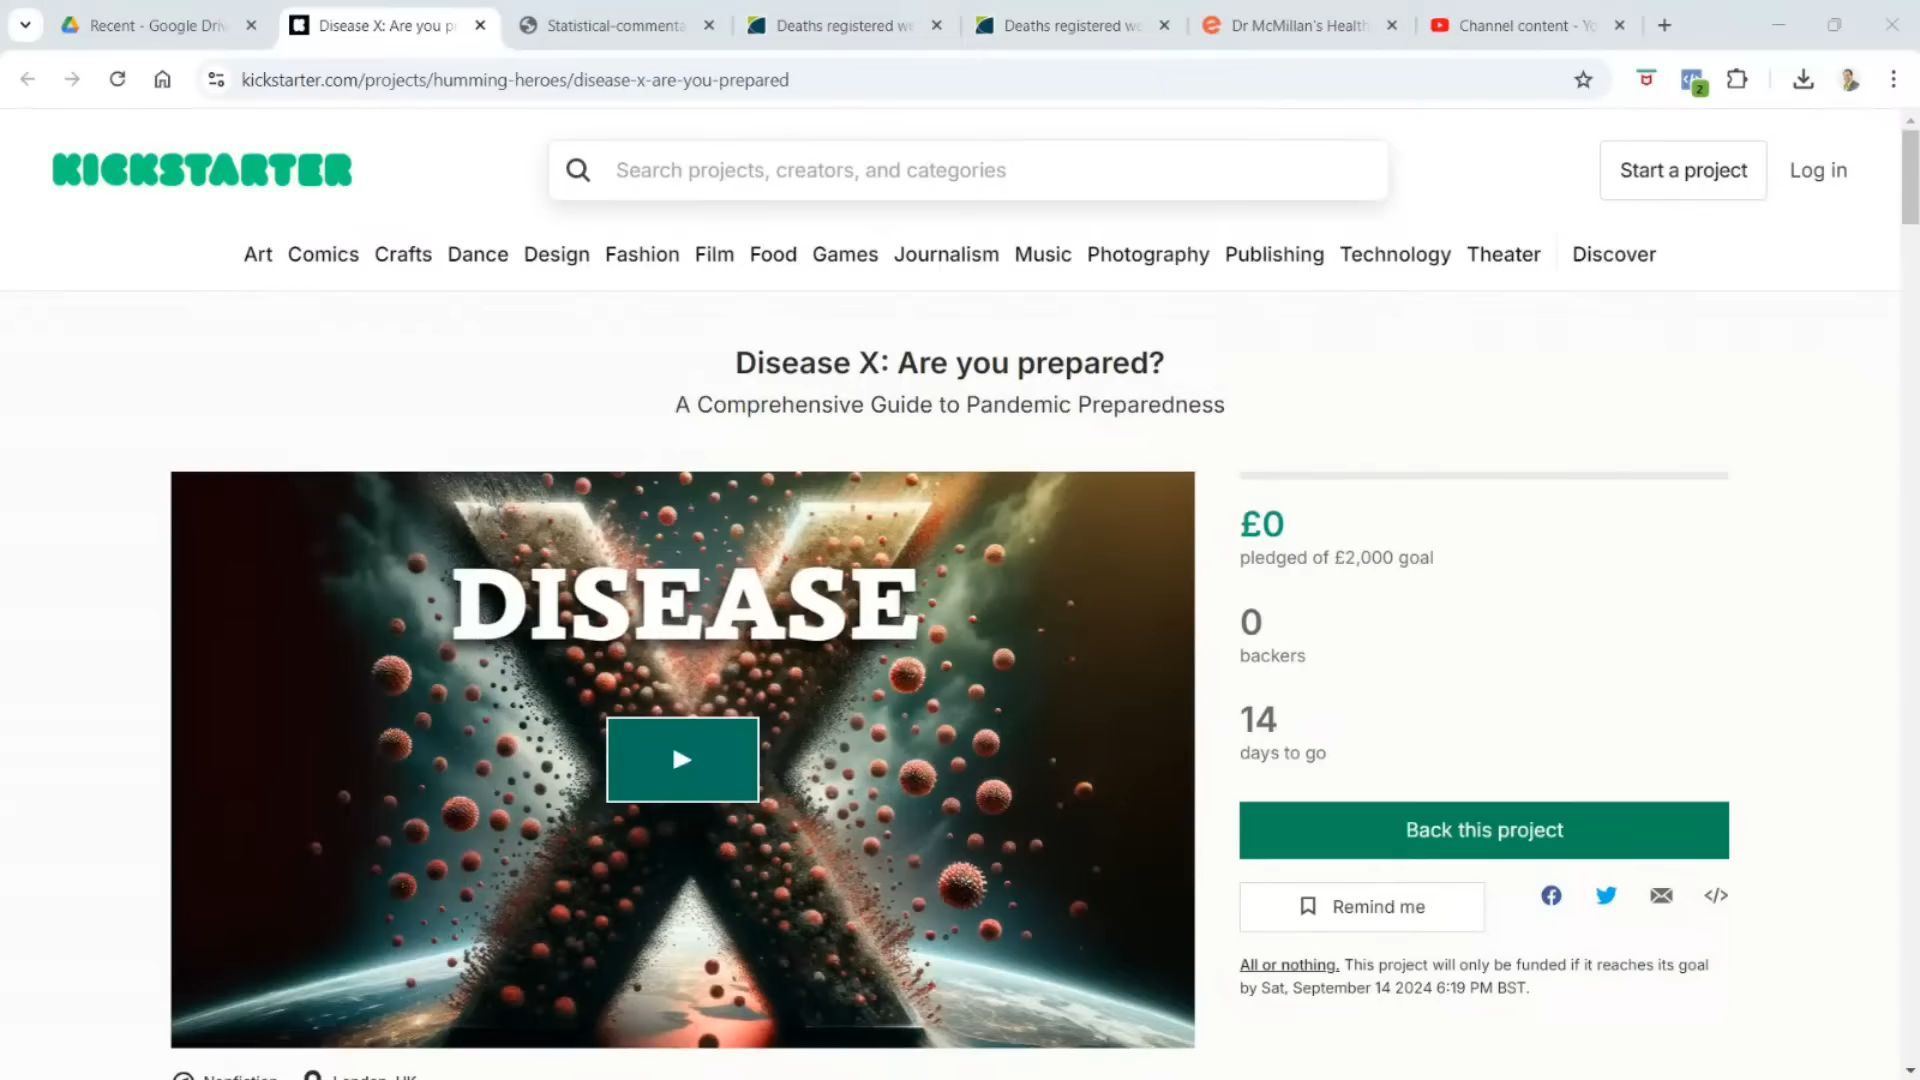 Recent - Google Driv
Disease X: Are you p
Statistical-commenta
Deaths registered we
Deaths registered we
Dr McMillan's Health
Channel content - Yo
kickstarter.com/projects/humming-heroes/disease-x-are-you-prepared
2
KICKSTARTER
Search projects, creators, and categories
Start a project
Log in
Art Comics Crafts Dance Design Fashion Film Food Games Journalism Music Photography Publishing Technology Theater Discover
Disease X: Are you prepared?
A Comprehensive Guide to Pandemic Preparedness
DISEASE
X
£0
pledged of £2,000 goal
0
backers
14
days to go
Back this project
Remind me
All or nothing. This project will only be funded if it reaches its goal
by Sat, September 14 2024 6:19 PM BST.
Nonfiction London, UK